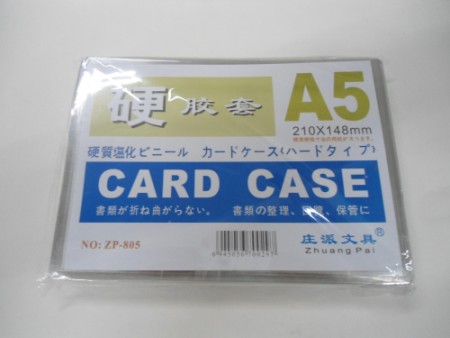 硬胶套 A5
210X148mm
硬質塩化ビニール カードケース(ハードタイプ)
CARD CASE
書類が折ね曲がらない。 書類の整理、 保管に
NO: ZP-805
庄派文具®
Zhuang Pai